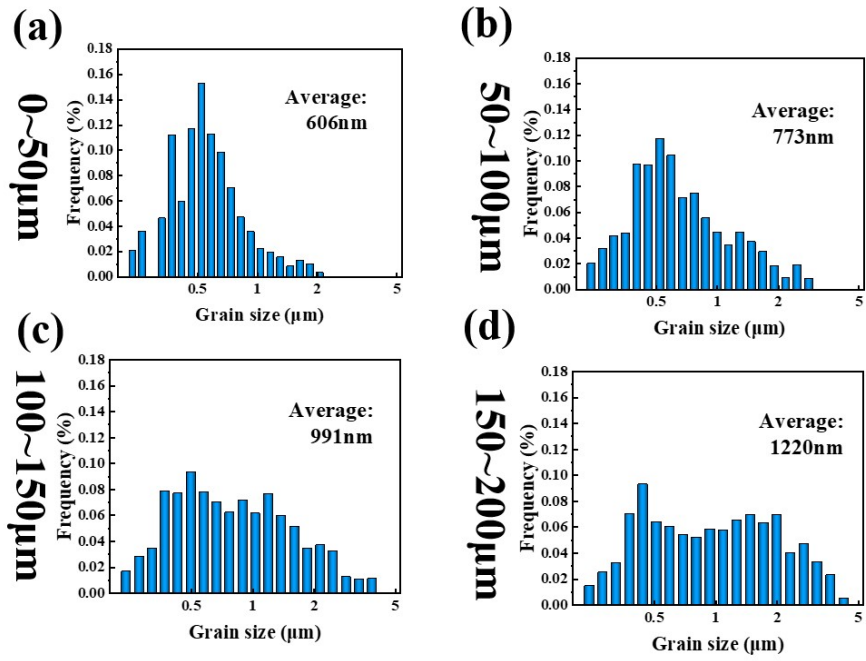 (a)
0~50μm
Frequency (%)
0.18
0.16
0.14
0.12
0.10
0.08
0.06
0.04
0.02
0.00
Average:
606nm
0.5
1
2
5
Grain size (μm)
(b)
50~100μm
Frequency (%)
0.18
0.16
0.14
0.12
0.10
0.08
0.06
0.04
0.02
0.00
Average:
773nm
0.5
1
2
5
Grain size (μm)
(c)
100~150μm
Frequency (%)
0.18
0.16
0.14
0.12
0.10
0.08
0.06
0.04
0.02
0.00
Average:
991nm
0.5
1
2
5
Grain size (μm)
(d)
150~200μm
Frequency (%)
0.18
0.16
0.14
0.12
0.10
0.08
0.06
0.04
0.02
0.00
Average:
1220nm
0.5
1
2
5
Grain size (μm)